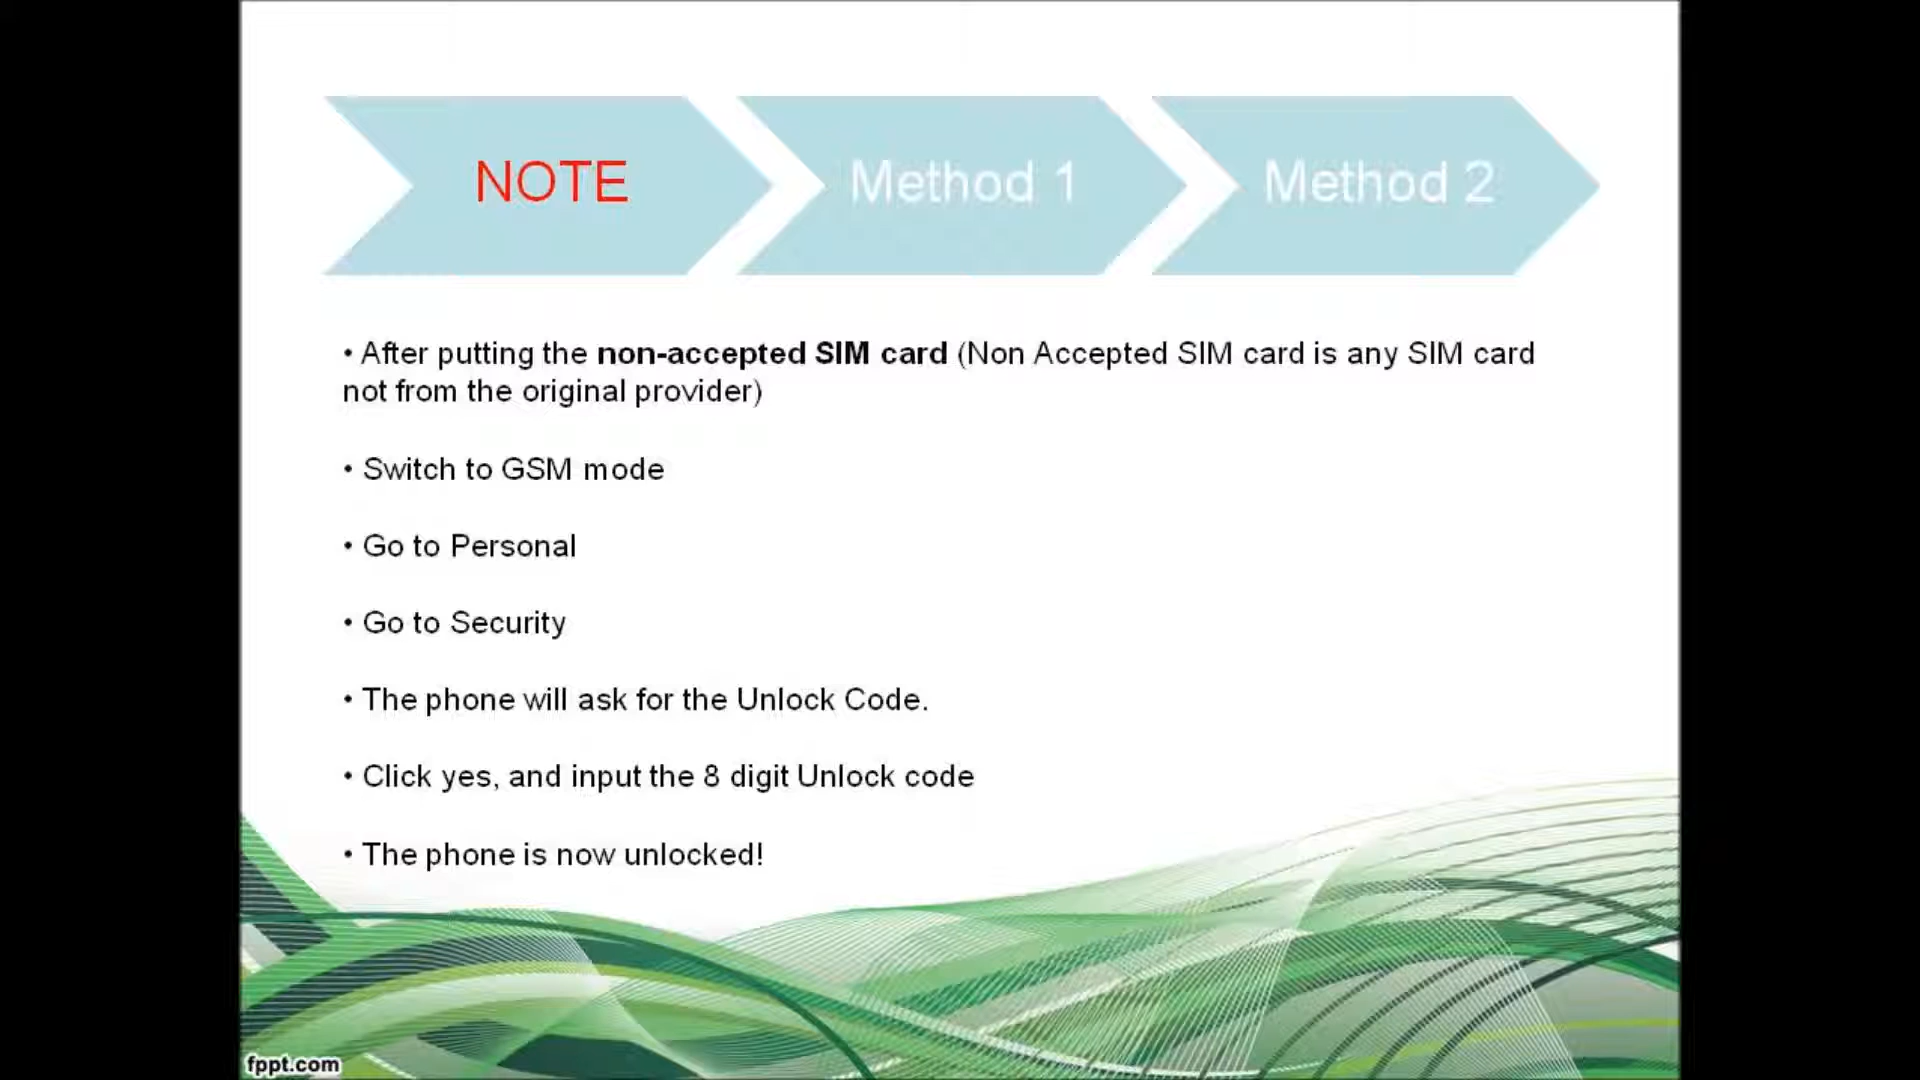 NOTE
Method 1
Method 2
• After putting the non-accepted SIM card (Non Accepted SIM card is any SIM card
not from the original provider)
• Switch to GSM mode
• Go to Personal
• Go to Security
• The phone will ask for the Unlock Code.
• Click yes, and input the 8 digit Unlock code
• The phone is now unlocked!
fppt.com